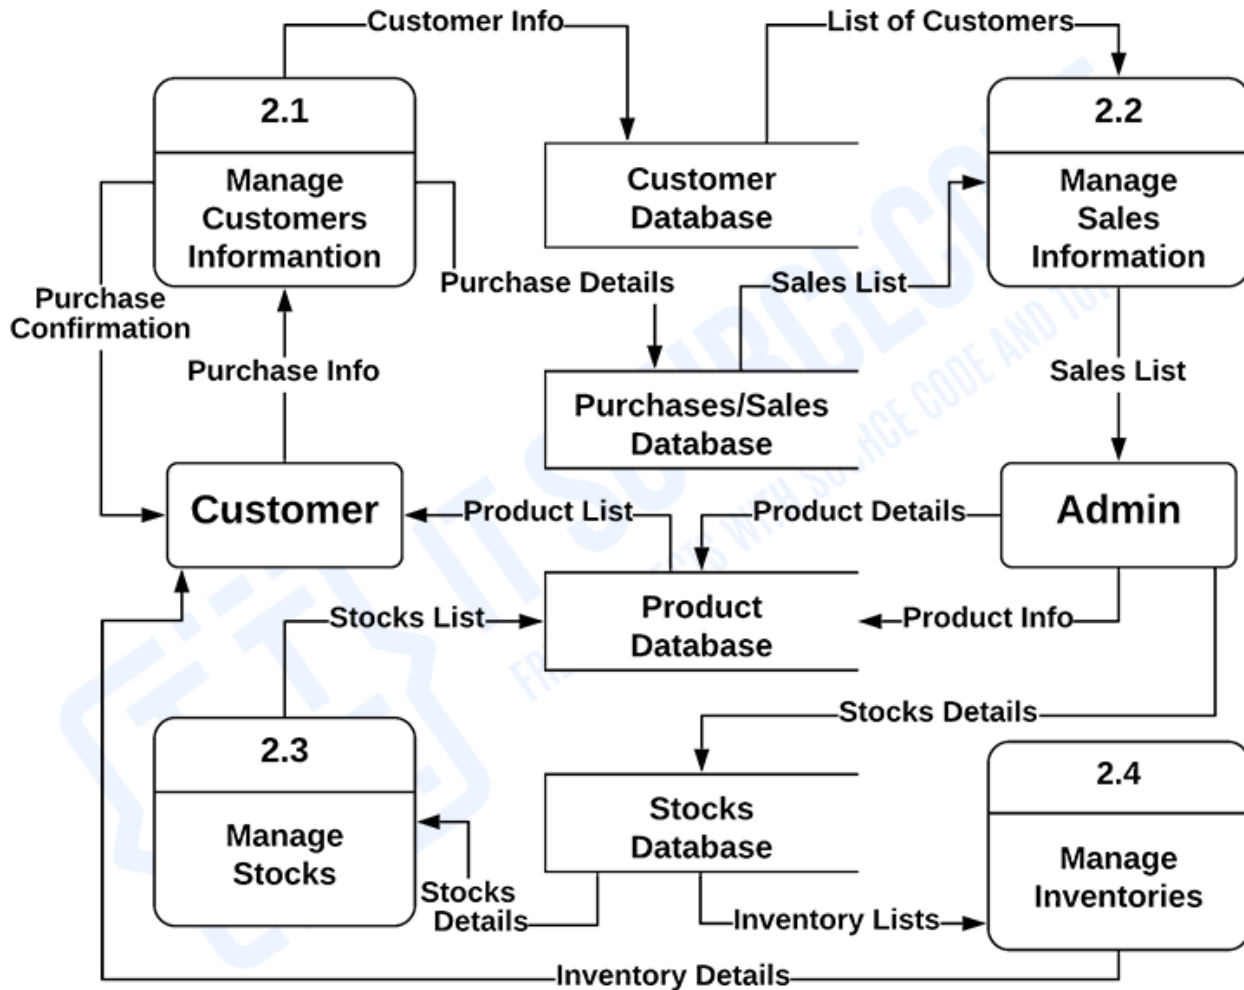 Customer Info
List of Customers
2.1
Manage
Customers
Informantion
Customer
Database
2.2
Manage
Sales
Information
Purchase
Confirmation
Purchase Details
Sales List
Purchase Info
Sales List
Purchases/Sales
Database
Customer
Product List
Product Details
Admin
Stocks List
Product
Database
Product Info
Stocks Details
2.3
Manage
Stocks
Stocks
Database
2.4
Manage
Inventories
Stocks
Details
Inventory Lists
Inventory Details
IT SOURCECO